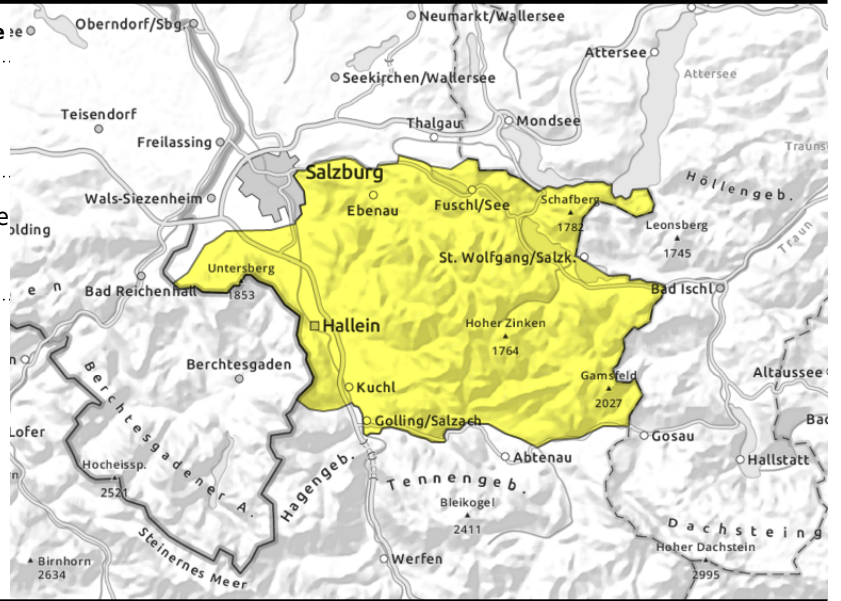 Neumarkt/Wallersee
Oberndorf/Sbg.
Attersee
Attersee
Seekirchen/Wallersee
Teisendorf
Thalgau
Mondsee
Freilassing
Salzburg
Höllengeb.
Wals-Siezenheim
Ebenau
Fuschl/See
Schafberg
1782
Leonsberg
1745
Traun
St. Wolfgang/Salzk.
Untersberg
1853
Bad Reichenhall
Bad Ischl
Hallein
Hoher Zinken
1764
Berchtesgaden
Gamsfeld
2027
Altaussee
Kuchl
Golling/Salzach
Gosau
Berchtesgadener A.
Lofer
Abtenau
Hallstatt
Hocheissp.
2521
Hagengeb.
Tennengeb.
Bleikogel
2411
Dachsteing
Steinernes Meer
Hoher Dachstein
2995
Birnhorn
2634
Werfen